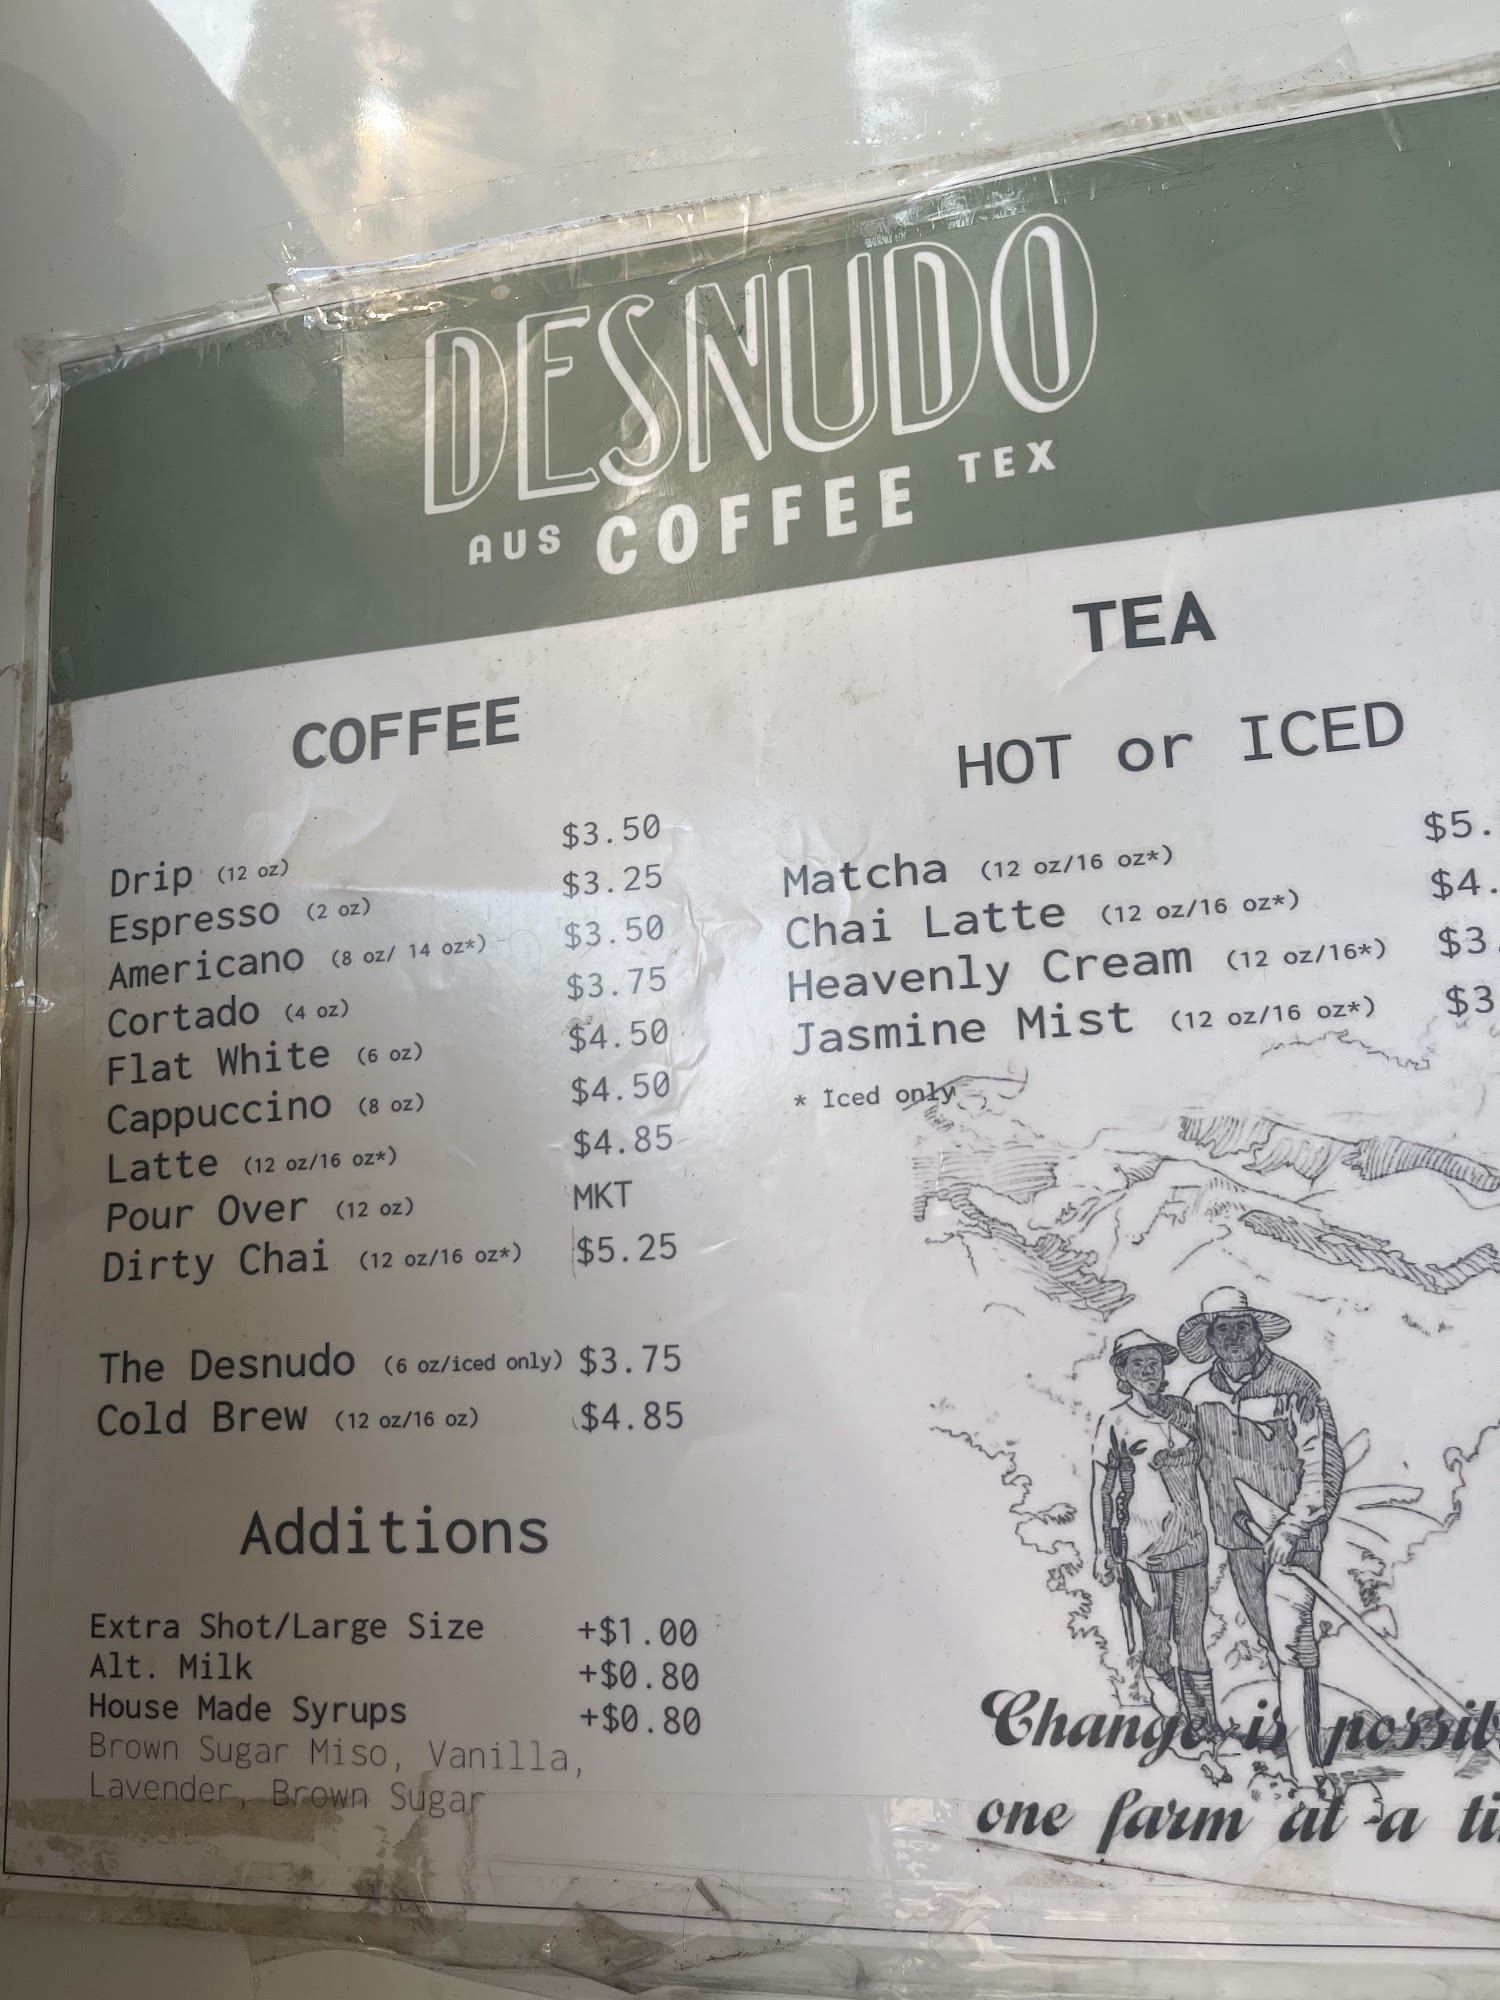 DESNUDO
AUS COFFEE TEX
COFFEE
Drip (12 oz) $3.50
Espresso (2 oz) $3.25
Americano (8 oz/ 14 oz*) $3.50
Cortado (4 oz) $3.75
Flat White (6 oz) $4.50
Cappuccino (8 oz) $4.50
Latte (12 oz/16 oz*) $4.85
Pour Over (12 oz) MKT
Dirty Chai (12 oz/16 oz*) $5.25
The Desnudo (6 oz/iced only) $3.75
Cold Brew (12 oz/16 oz) $4.85
Additions
Extra Shot/Large Size +$1.00
Alt. Milk +$0.80
House Made Syrups +$0.80
Brown Sugar Miso, Vanilla,
Lavender, Brown Sugar
TEA
HOT or ICED
Matcha (12 oz/16 oz*) $5.
Chai Latte (12 oz/16 oz*) $4.
Heavenly Cream (12 oz/16*) $3.
Jasmine Mist (12 oz/16 oz*) $3
* Iced only
Change is
one farm at a